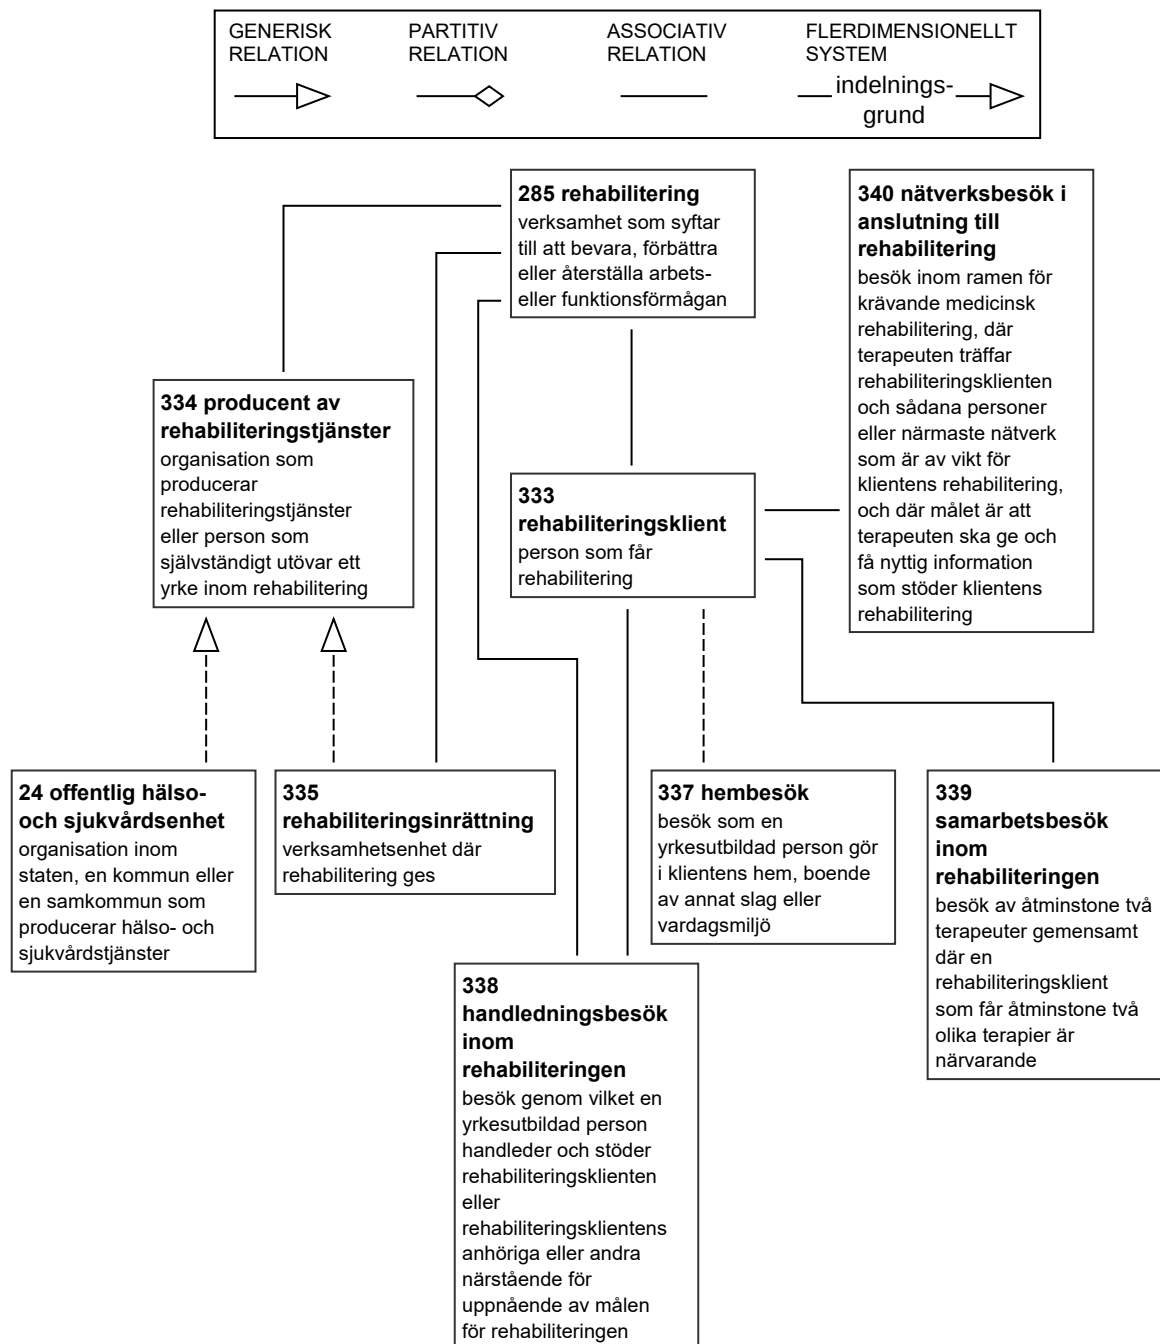 GENERISK
RELATION
PARTITIV
RELATION
ASSOCIATIV
RELATION
FLERDIMENSIONELLT
SYSTEM
indelnings-
grund
285 rehabilitering
verksamhet som syftar
till att bevara, förbättra
eller återställa arbets-
eller funktionsförmågan
340 nätverksbesök i
anslutning till
rehabilitering
besök inom ramen för
krävande medicinsk
rehabilitering, där
terapeuten träffar
rehabiliteringsklienten
och sådana personer
eller närmaste nätverk
som är av vikt för
klientens rehabilitering,
och där målet är att
terapeuten ska ge och
få nyttig information
som stöder klientens
rehabilitering
334 producent av
rehabiliteringstjänster
organisation som
producerar
rehabiliteringstjänster
eller person som
självständigt utövar ett
yrke inom rehabilitering
333
rehabiliteringsklient
person som får
rehabilitering
24 offentlig hälso-
och sjukvårdsenhet
organisation inom
staten, en kommun eller
en samkommun som
producerar hälso- och
sjukvårdstjänster
335
rehabiliteringsinrättning
verksamhetsenhet där
rehabilitering ges
337 hembesök
besök som en
yrkesutbildad person gör
i klientens hem, boende
av annat slag eller
vardagsmiljö
339
samarbetsbesök
inom
rehabiliteringen
besök av åtminstone två
terapeuter gemensamt
där en
rehabiliteringsklient
som får åtminstone två
olika terapier är
närvarande
338
handledningsbesök
inom
rehabiliteringen
besök genom vilket en
yrkesutbildad person
handleder och stöder
rehabiliteringsklienten
eller
rehabiliteringsklientens
anhöriga eller andra
närstående för
uppnående av målen
för rehabiliteringen